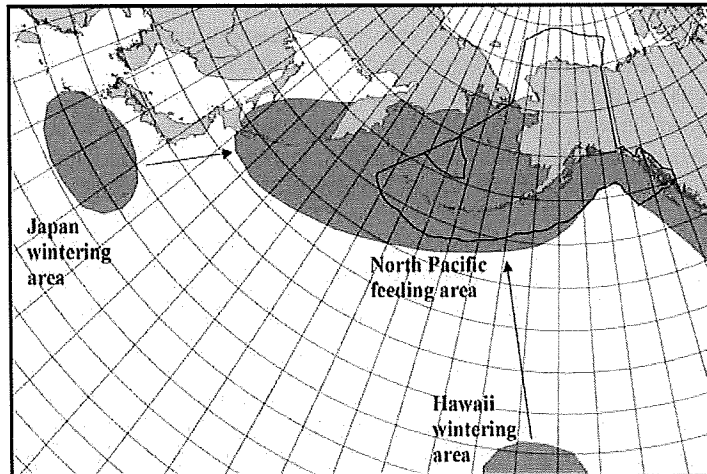 Japan
wintering
area
North Pacific
feeding area
Hawaii
wintering
area